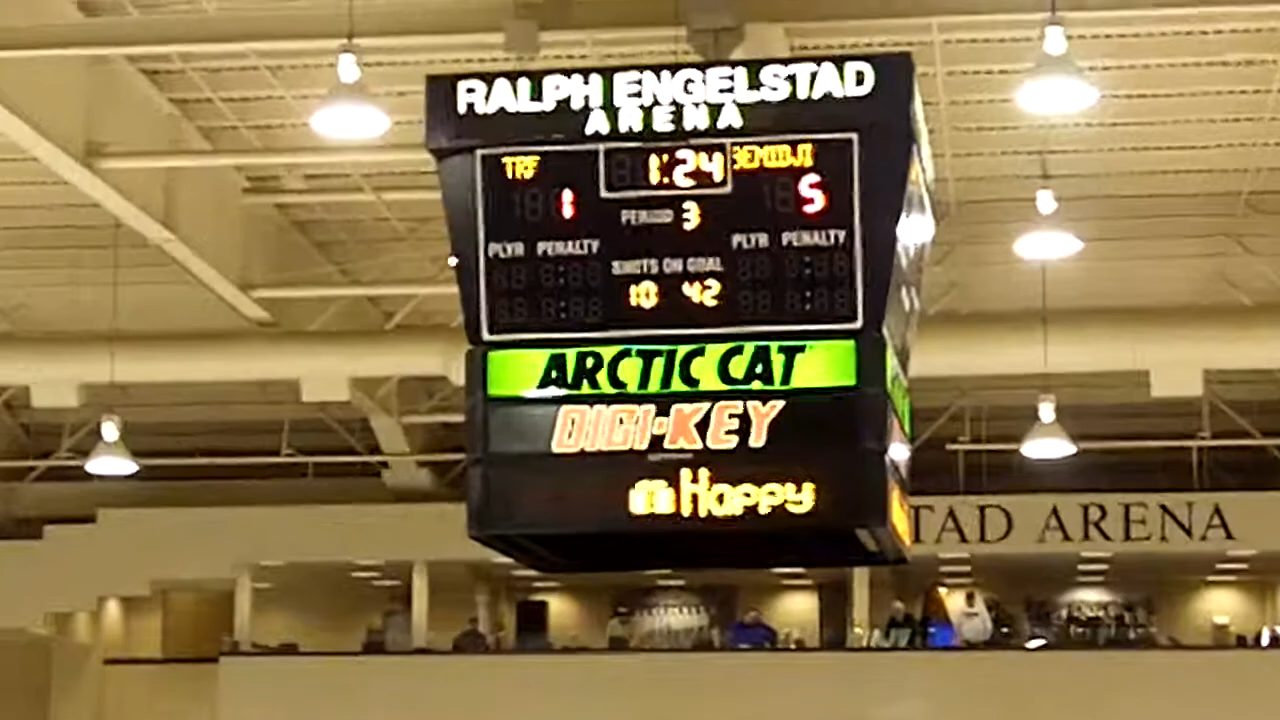 RALPH ENGELSTAD
ARENA
TRF 1:24 BEMIDJI
1 PERIOD 3 5
PLYR PENALTY PLYR PENALTY
SHOTS ON GOAL
10 42
ARCTIC CAT
DIGI-KEY
Happy
TAD ARENA